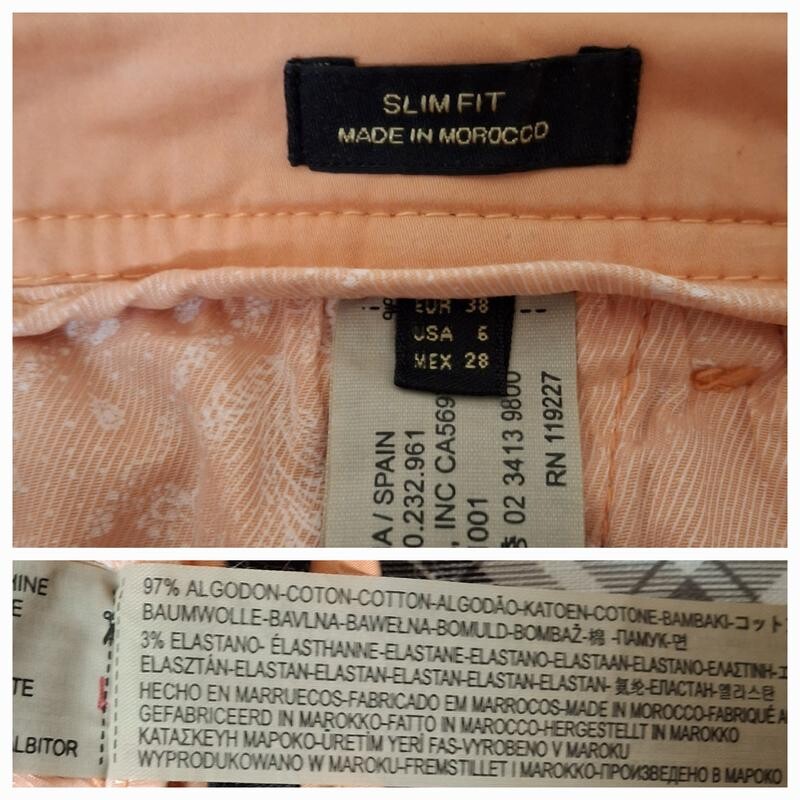 SLIM FIT
MADE IN MOROCCO
EUR 38
USA 6
MEX 28
A / SPAIN
0.232.961
, INC CA569
1001
02 3413 9800
RN 119227
97% ALGODON-COTON-COTTON-ALGODÃO-KATOEN-COTONE-ΒΑΜΒΑΚΙ-コット
BAUMWOLLE-BAVLNA-BAWEŁNA-BOMULD-BOMBAŽ-棉 -ПАМУК-면
3% ELASTANO- ÉLASTHANNE-ELASTANE-ELASTANO-ELASTAAN-ELASTANO-ΕΛΑΣΤΙΝΗ-エ
ELASZTÁN-ELASTAN-ELASTAN-ELASTAN-ELASTAN-ELASTAN-氨纶-ЕЛАСТАН-엘라스탄
HECHO EN MARRUECOS-FABRICADO EM MARROCOS-MADE IN MOROCCO-FABRIQUÉ A
GEFABRICEERD IN MAROKKO-FATTO IN MAROCCO-HERGESTELLT IN MAROKKO
ΚΑΤΑΣΚΕΥΗ ΜΑΡΟΚΟ-ÜRETİM YERİ FAS-VYROBENO V MAROKU
WYPRODUKOWANO W MAROKU-FREMSTILLET I MAROKKO-ПРОИЗВЕДЕНО В МАРОКО
MINE
E
TE
ALBITOR